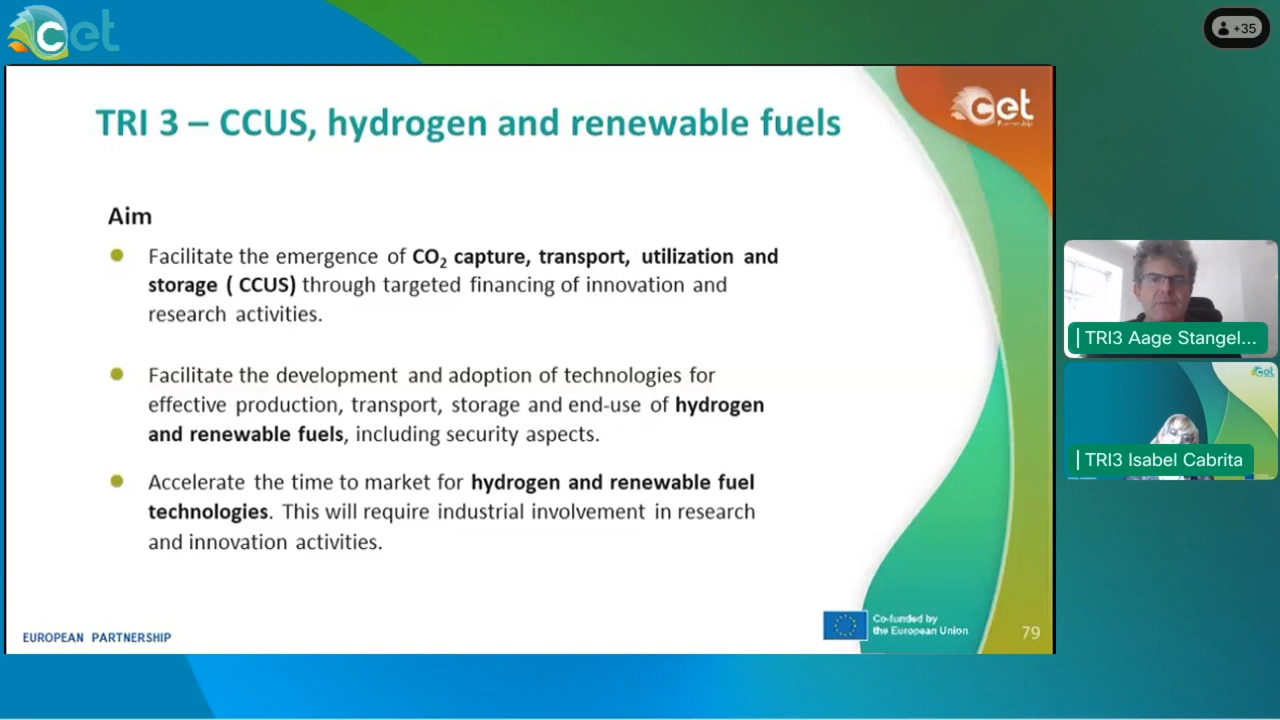 cet
+35
TRI 3 – CCUS, hydrogen and renewable fuels
cet
Partnership
Aim
Facilitate the emergence of CO₂ capture, transport, utilization and
storage ( CCUS) through targeted financing of innovation and
research activities.
Facilitate the development and adoption of technologies for
effective production, transport, storage and end-use of hydrogen
and renewable fuels, including security aspects.
Accelerate the time to market for hydrogen and renewable fuel
technologies. This will require industrial involvement in research
and innovation activities.
EUROPEAN PARTNERSHIP
Co-funded by
the European Union
79
TRI3 Aage Stangel...
cet
TRI3 Isabel Cabrita